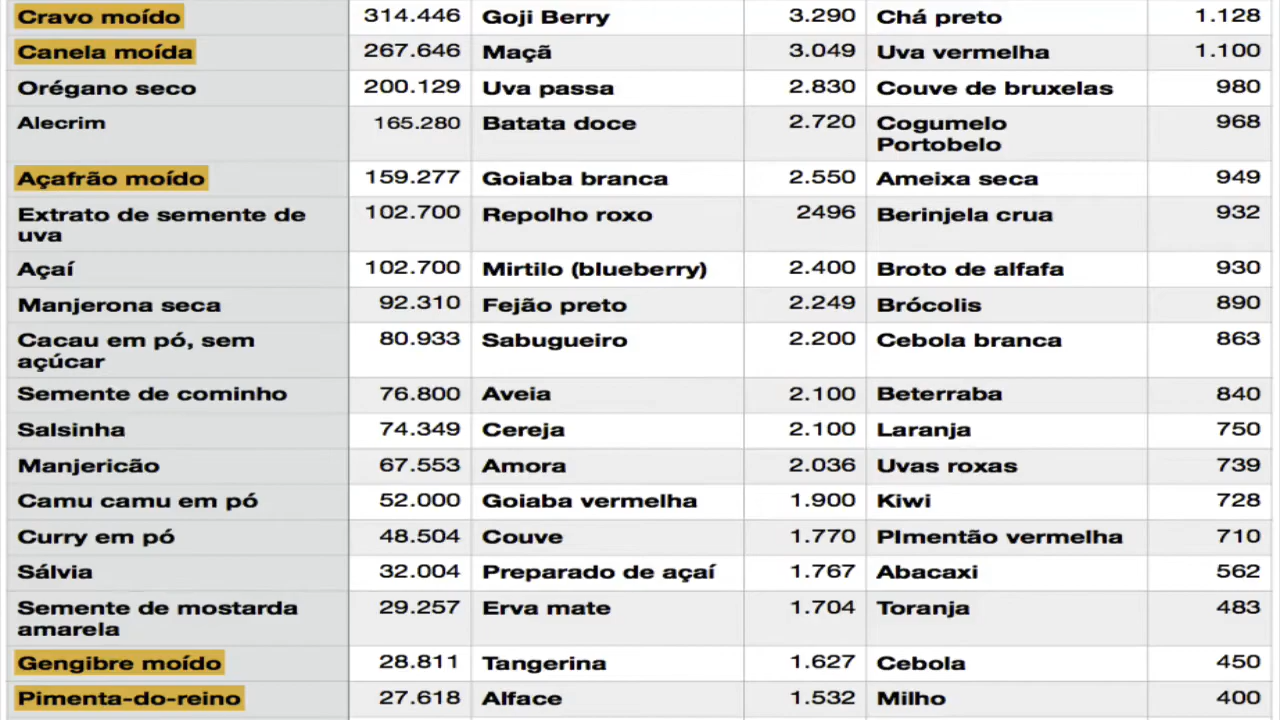 Cravo moído 314.446 Goji Berry 3.290 Chá preto 1.128
Canela moída 267.646 Maçã 3.049 Uva vermelha 1.100
Orégano seco 200.129 Uva passa 2.830 Couve de bruxelas 980
Alecrim 165.280 Batata doce 2.720 Cogumelo 968
Portobelo
Açafrão moído 159.277 Goiaba branca 2.550 Ameixa seca 949
Extrato de semente de 102.700 Repolho roxo 2496 Berinjela crua 932
uva
Açaí 102.700 Mirtilo (blueberry) 2.400 Broto de alfafa 930
Manjerona seca 92.310 Fejão preto 2.249 Brócolis 890
Cacau em pó, sem 80.933 Sabugueiro 2.200 Cebola branca 863
açúcar
Semente de cominho 76.800 Aveia 2.100 Beterraba 840
Salsinha 74.349 Cereja 2.100 Laranja 750
Manjericão 67.553 Amora 2.036 Uvas roxas 739
Camu camu em pó 52.000 Goiaba vermelha 1.900 Kiwi 728
Curry em pó 48.504 Couve 1.770 PImentão vermelha 710
Sálvia 32.004 Preparado de açaí 1.767 Abacaxi 562
Semente de mostarda 29.257 Erva mate 1.704 Toranja 483
amarela
Gengibre moído 28.811 Tangerina 1.627 Cebola 450
Pimenta-do-reino 27.618 Alface 1.532 Milho 400